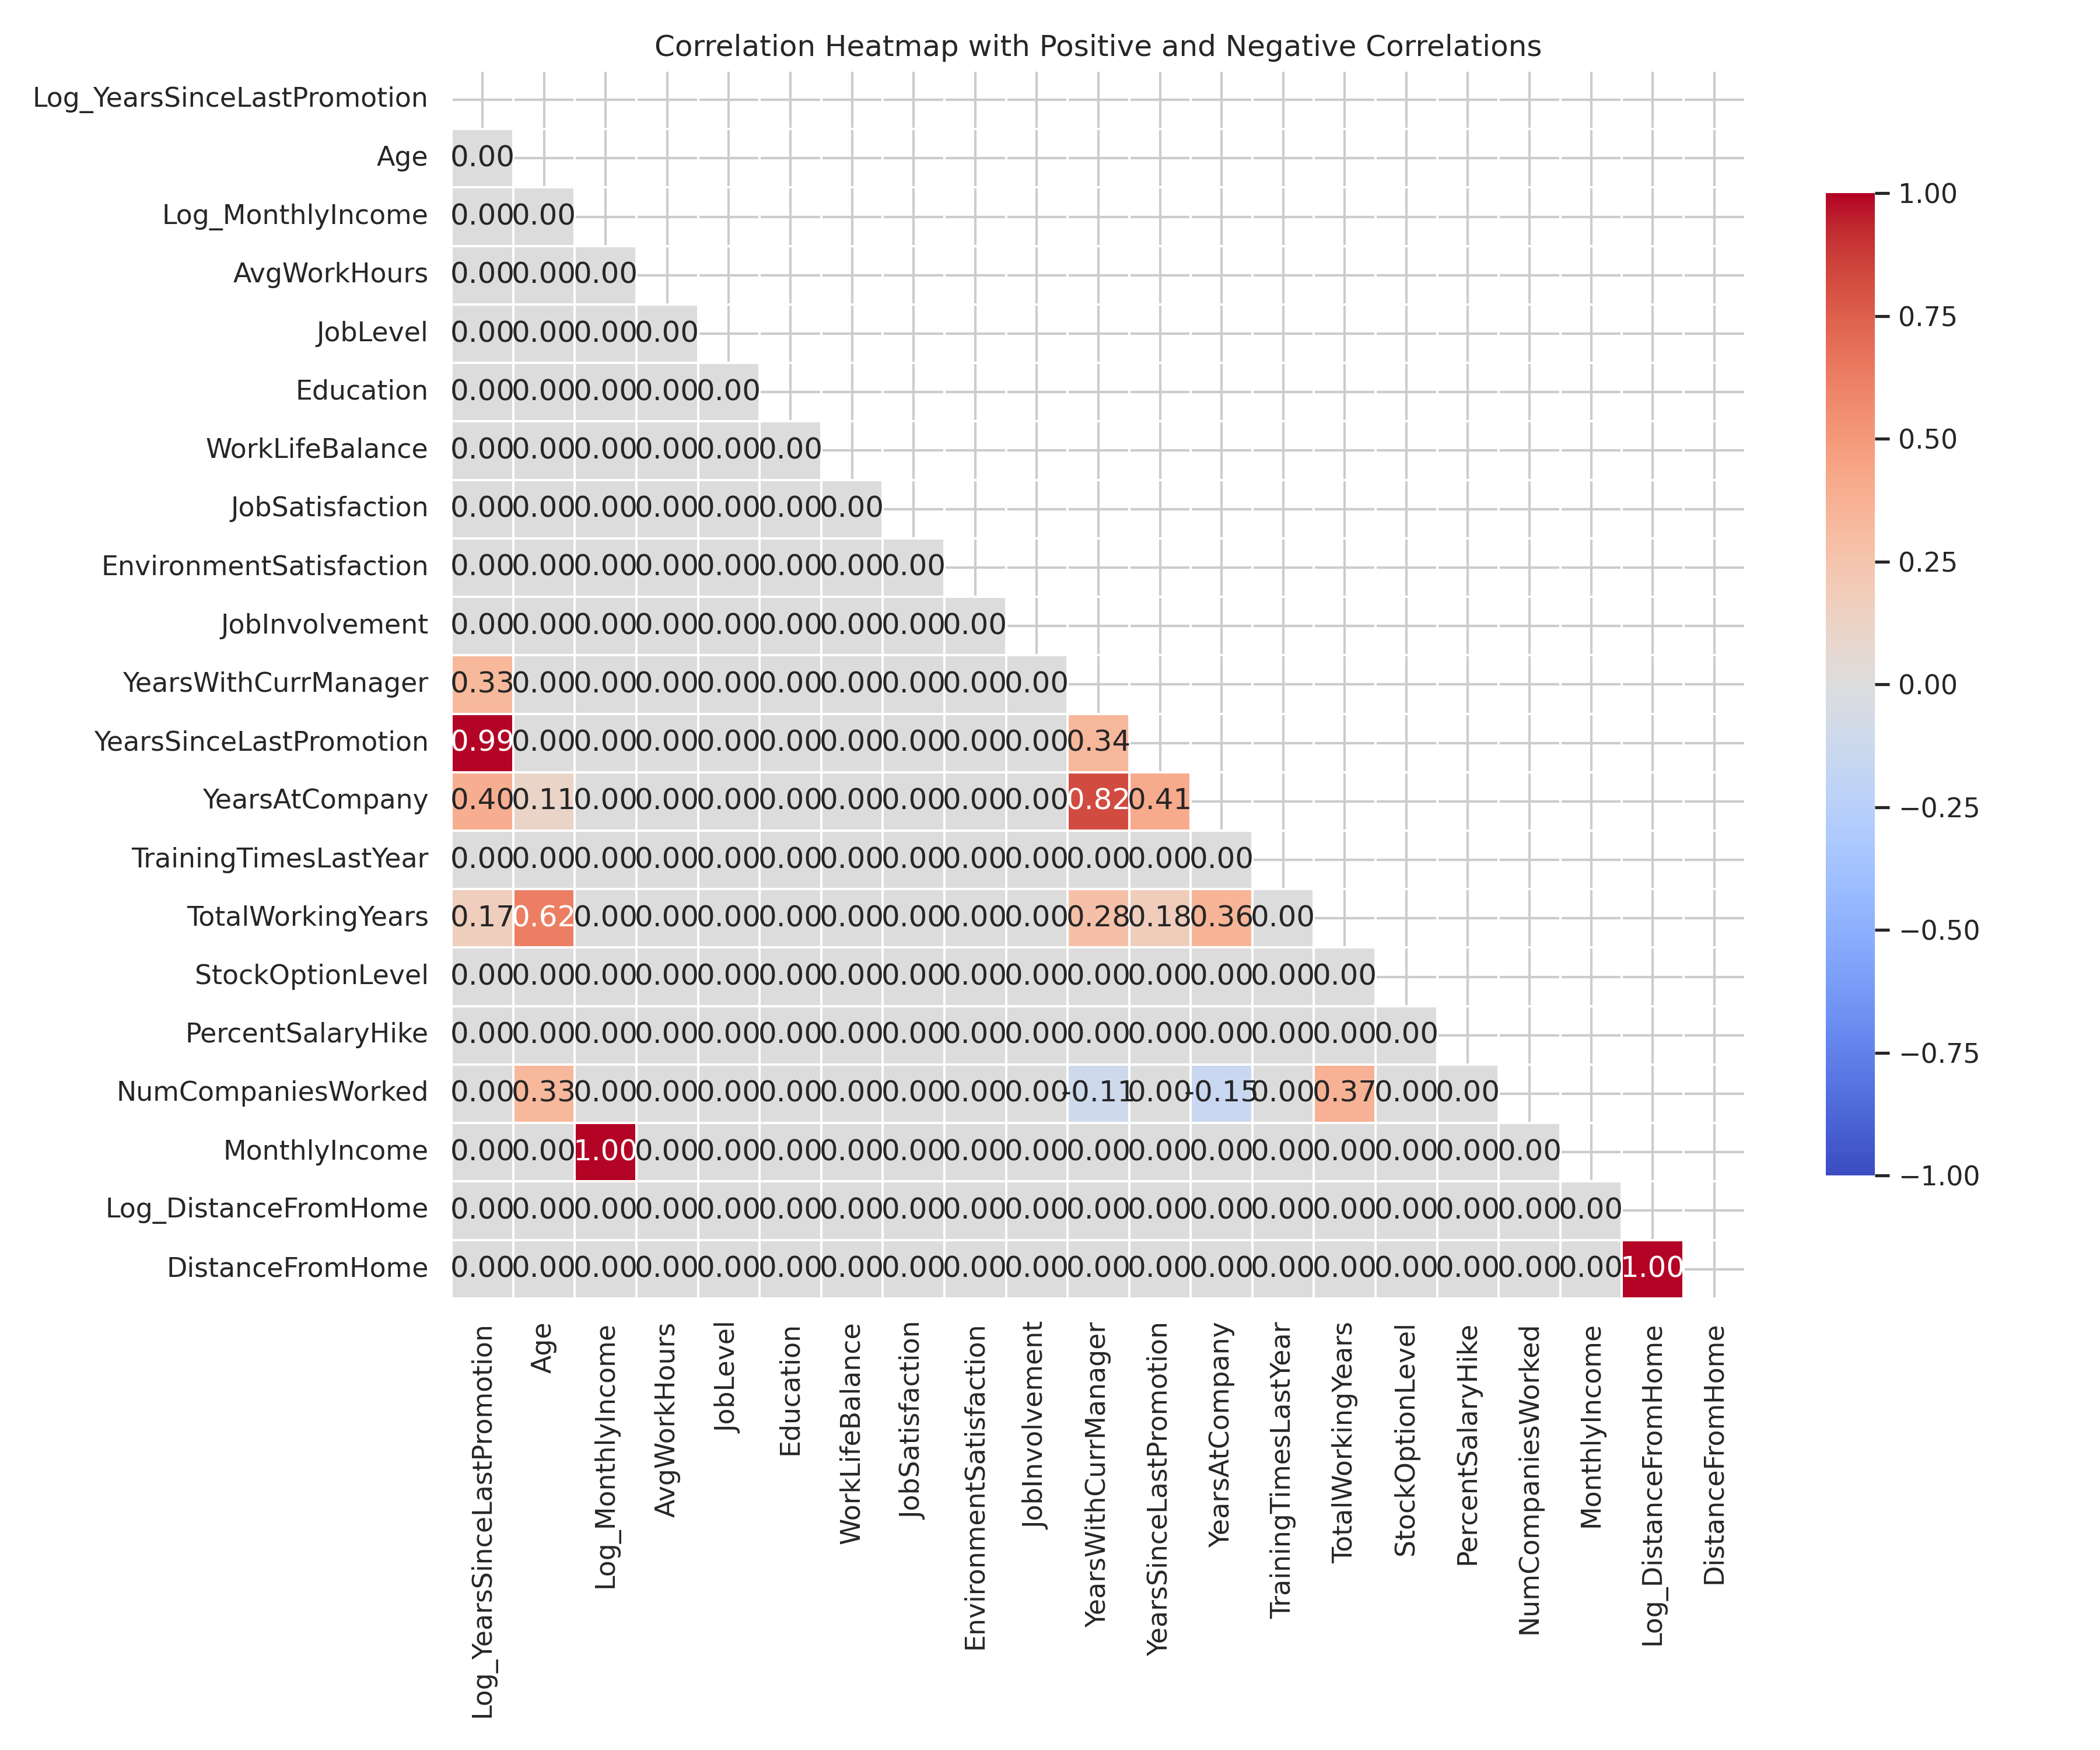 Correlation Heatmap with Positive and Negative Correlations
Log_YearsSinceLastPromotion
Age 0.00
Log_MonthlyIncome 0.00 0.00
AvgWorkHours 0.00 0.00 0.00
JobLevel 0.00 0.00 0.00 0.00
Education 0.00 0.00 0.00 0.00 0.00
WorkLifeBalance 0.00 0.00 0.00 0.00 0.00 0.00
JobSatisfaction 0.00 0.00 0.00 0.00 0.00 0.00 0.00
EnvironmentSatisfaction 0.00 0.00 0.00 0.00 0.00 0.00 0.00 0.00
JobInvolvement 0.00 0.00 0.00 0.00 0.00 0.00 0.00 0.00 0.00
YearsWithCurrManager 0.33 0.00 0.00 0.00 0.00 0.00 0.00 0.00 0.00 0.00
YearsSinceLastPromotion 0.99 0.00 0.00 0.00 0.00 0.00 0.00 0.00 0.00 0.00 0.34
YearsAtCompany 0.40 0.11 0.00 0.00 0.00 0.00 0.00 0.00 0.00 0.00 0.82 0.41
TrainingTimesLastYear 0.00 0.00 0.00 0.00 0.00 0.00 0.00 0.00 0.00 0.00 0.00 0.00 0.00
TotalWorkingYears 0.17 0.62 0.00 0.00 0.00 0.00 0.00 0.00 0.00 0.00 0.28 0.18 0.36 0.00
StockOptionLevel 0.00 0.00 0.00 0.00 0.00 0.00 0.00 0.00 0.00 0.00 0.00 0.00 0.00 0.00 0.00
PercentSalaryHike 0.00 0.00 0.00 0.00 0.00 0.00 0.00 0.00 0.00 0.00 0.00 0.00 0.00 0.00 0.00 0.00
NumCompaniesWorked 0.00 0.33 0.00 0.00 0.00 0.00 0.00 0.00 0.00 0.00 -0.11 0.00 -0.15 0.00 0.37 0.00 0.00
MonthlyIncome 0.00 0.00 1.00 0.00 0.00 0.00 0.00 0.00 0.00 0.00 0.00 0.00 0.00 0.00 0.00 0.00 0.00 0.00
Log_DistanceFromHome 0.00 0.00 0.00 0.00 0.00 0.00 0.00 0.00 0.00 0.00 0.00 0.00 0.00 0.00 0.00 0.00 0.00 0.00 0.00
DistanceFromHome 0.00 0.00 0.00 0.00 0.00 0.00 0.00 0.00 0.00 0.00 0.00 0.00 0.00 0.00 0.00 0.00 0.00 0.00 0.00 1.00
Log_YearsSinceLastPromotion
Age
Log_MonthlyIncome
AvgWorkHours
JobLevel
Education
WorkLifeBalance
JobSatisfaction
EnvironmentSatisfaction
JobInvolvement
YearsWithCurrManager
YearsSinceLastPromotion
YearsAtCompany
TrainingTimesLastYear
TotalWorkingYears
StockOptionLevel
PercentSalaryHike
NumCompaniesWorked
MonthlyIncome
Log_DistanceFromHome
DistanceFromHome
1.00
0.75
0.50
0.25
0.00
−0.25
−0.50
−0.75
−1.00